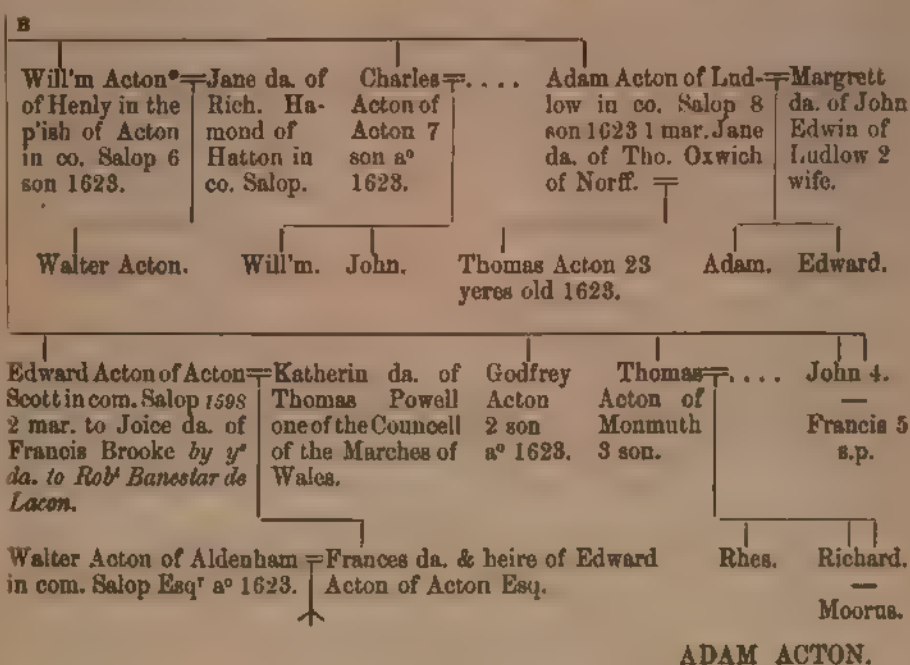 B
Will'm Acton*
of Henly in the
p'ish of Acton
in co. Salop 6
son 1623.
Jane da. of
Rich. Ha-
mond of
Hatton in
co. Salop.
Charles
Acton of
Acton 7
son aº
1623.
....
Adam Acton of Lud-
low in co. Salop 8
son 1623 1 mar. Jane
da. of Tho. Oxwich
of Norff.
Margrett
da. of John
Edwin of
Ludlow 2
wife.
Walter Acton.
Will'm. John.
Thomas Acton 23
yeres old 1623.
Adam. Edward.
Edward Acton of Acton
Scott in com. Salop 1598
2 mar. to Joice da. of
Francis Brooke by yᵉ
da. to Robᵗ Banestar de
Lacon.
Katherin da. of
Thomas Powell
one of the Councell
of the Marches of
Wales.
Godfrey
Acton
2 son
aº 1623.
Thomas
Acton of
Monmuth
3 son.
....
John 4.
—
Francis 5
s.p.
Walter Acton of Aldenham
in com. Salop Esqʳ aº 1623.
Frances da. & heire of Edward
Acton of Acton Esq.
Rhes.
Richard.
—
Moorus.
ADAM ACTON.